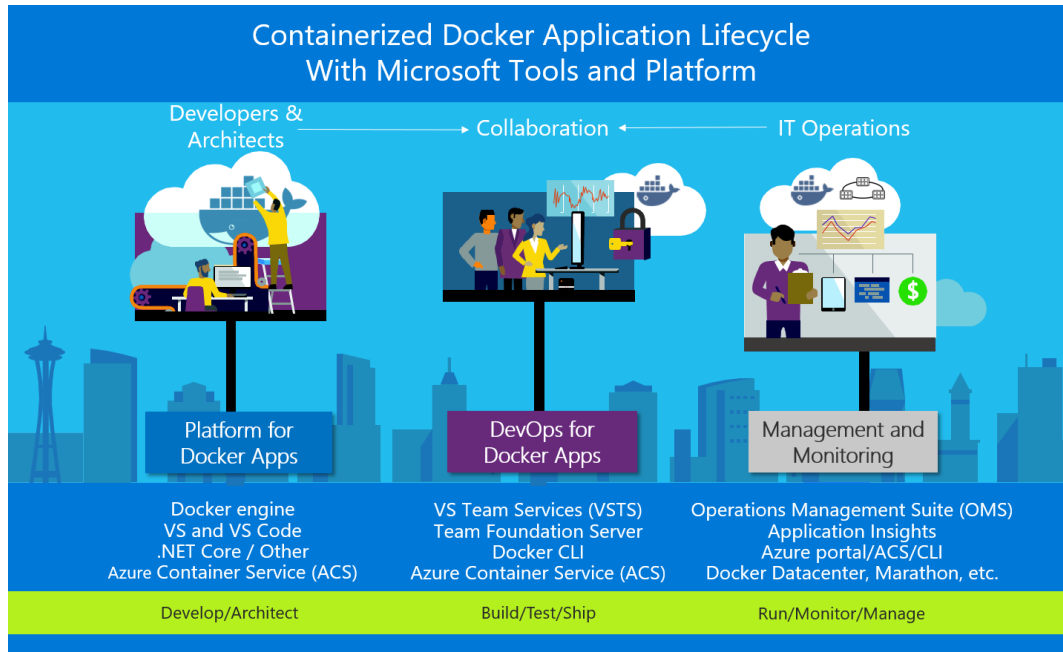 Containerized Docker Application Lifecycle
With Microsoft Tools and Platform
Developers &
Architects
Collaboration
IT Operations
$
Platform for
Docker Apps
DevOps for
Docker Apps
Management and
Monitoring
Docker engine
VS and VS Code
.NET Core / Other
Azure Container Service (ACS)
VS Team Services (VSTS)
Team Foundation Server
Docker CLI
Azure Container Service (ACS)
Operations Management Suite (OMS)
Application Insights
Azure portal/ACS/CLI
Docker Datacenter, Marathon, etc.
Develop/Architect
Build/Test/Ship
Run/Monitor/Manage